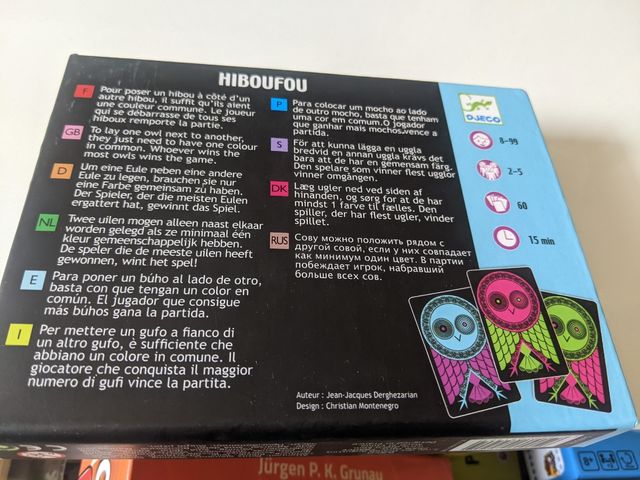 HIBOUFOU
F Pour poser un hibou à côté d'un
autre hibou, il suffit qu'ils aient
une couleur commune. Le joueur
qui se débarrasse de tous ses
hiboux remporte la partie.
GB To lay one owl next to another,
they just need to have one colour
in common. Whoever wins the
most owls wins the game.
D Um eine Eule neben eine andere
Eule zu legen, brauchen sie nur
eine Farbe gemeinsam zu haben.
Der Spieler, der die meisten Eulen
ergattert hat, gewinnt das Spiel.
NL Twee uilen mogen alleen naast elkaar
worden gelegd als ze minimaal één
kleur gemeenschappelijk hebben.
De speler die de meeste uilen heeft
gewonnen, wint het spel!
E Para poner un búho al lado de otro,
basta con que tengan un color en
común. El jugador que consigue
más búhos gana la partida.
I Per mettere un gufo a fianco di
un altro gufo, è sufficiente che
abbiano un colore in comune. Il
giocatore che conquista il maggior
numero di gufi vince la partita.
P Para colocar um mocho ao lado
de outro mocho, basta que tenham
uma cor em comum.O jogador
que ganhar mais mochos,vence a
partida.
S För att kunna lägga en uggla
bredvid en annan uggla krävs det
bara att de har en gemensam färg.
Den spelare som vinner flest ugglor
vinner omgången.
DK Læg ugler ned ved siden af
hinanden, og sørg for at de har
mindst 1 farve til fælles. Den
spiller, der har flest ugler, vinder
spillet.
RUS Сову можно положить рядом с
другой совой, если у них совпадает
как минимум один цвет. В партии
побеждает игрок, набравший
больше всех сов.
Auteur : Jean-Jacques Derghezarian
Design : Christian Montenegro
DJECO
8-99
2-5
60
15 min
Jürgen P. K. Grunau
8+